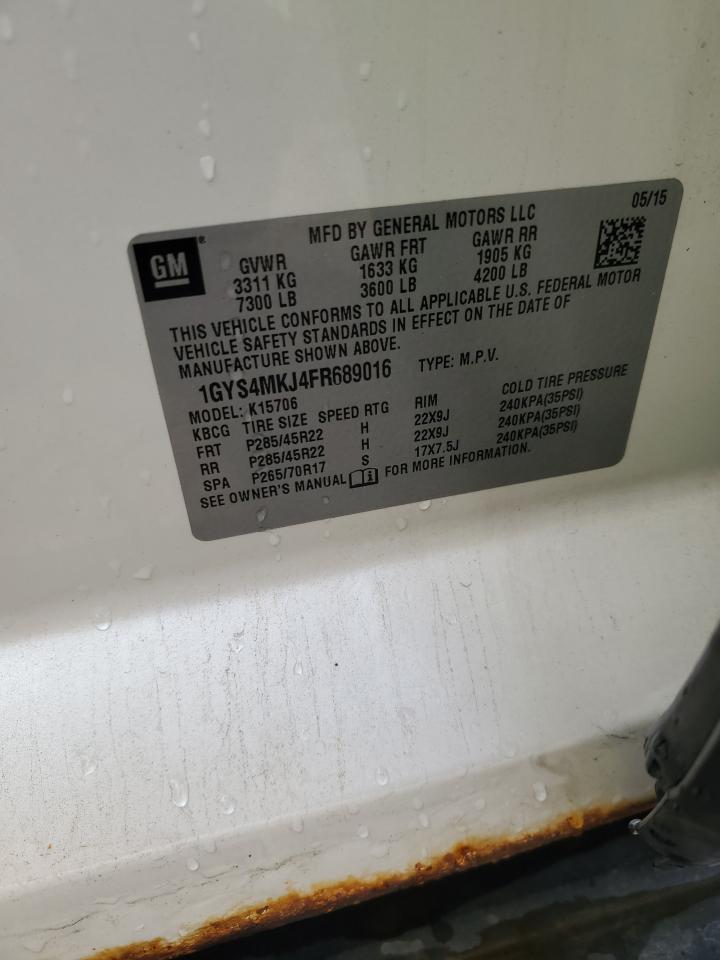 05/15
MFD BY GENERAL MOTORS LLC
GM®
GVWR GAWR FRT GAWR RR
3311 KG 1633 KG 1905 KG
7300 LB 3600 LB 4200 LB
THIS VEHICLE CONFORMS TO ALL APPLICABLE U.S. FEDERAL MOTOR
VEHICLE SAFETY STANDARDS IN EFFECT ON THE DATE OF
MANUFACTURE SHOWN ABOVE.
1GYS4MKJ4FR689016 TYPE: M.P.V.
MODEL: K15706
KBCG TIRE SIZE SPEED RTG RIM COLD TIRE PRESSURE
FRT P285/45R22 H 22X9J 240KPA(35PSI)
RR P285/45R22 H 22X9J 240KPA(35PSI)
SPA P265/70R17 S 17X7.5J 240KPA(35PSI)
SEE OWNER'S MANUAL i FOR MORE INFORMATION.